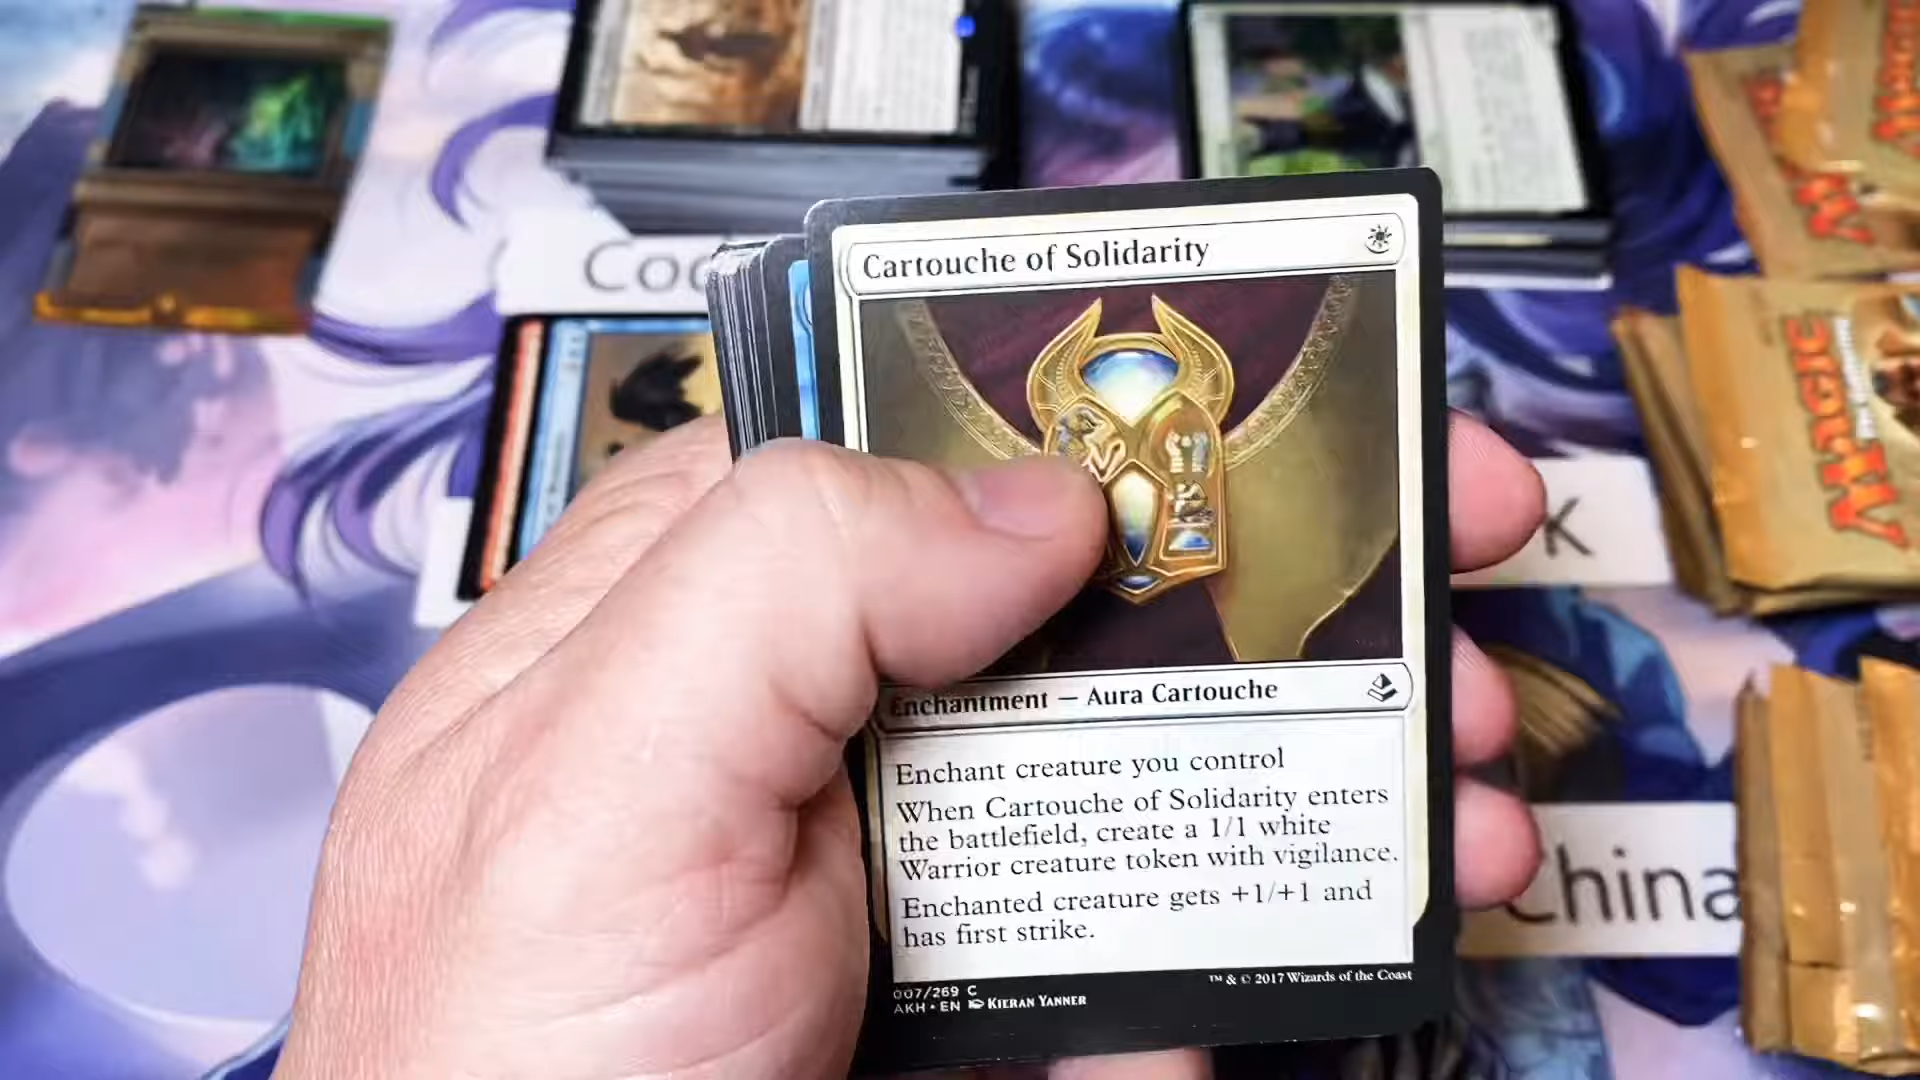 Cartouche of Solidarity
Coo
K
China
Enchantment — Aura Cartouche
Enchant creature you control
When Cartouche of Solidarity enters
the battlefield, create a 1/1 white
Warrior creature token with vigilance.
Enchanted creature gets +1/+1 and
has first strike.
007/269 C
AKH • EN KIERAN YANNER
™ & © 2017 Wizards of the Coast
MAGIC